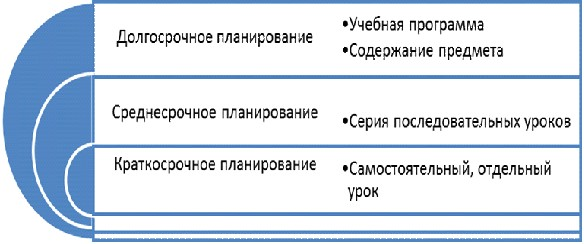 Долгосрочное планирование
•Учебная программа
•Содержание предмета
Среднесрочное планирование
•Серия последовательных уроков
Краткосрочное планирование
•Самостоятельный, отдельный
урок